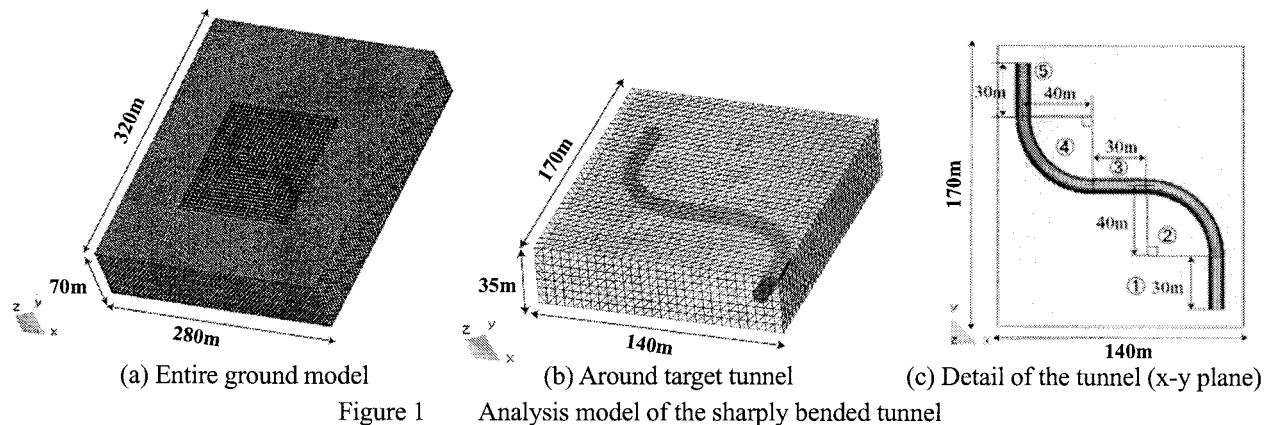 320m
70m
280m
z y x
(a) Entire ground model
170m
35m
140m
z y x
(b) Around target tunnel
170m
⑤
30m
40m
④
30m
③
40m
②
①
30m
y
z x
140m
(c) Detail of the tunnel (x-y plane)
Figure 1 Analysis model of the sharply bended tunnel